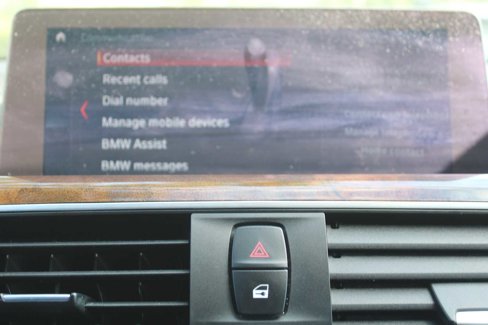 Contacts
Recent calls
Dial number
Manage mobile devices
BMW Assist
BMW messages